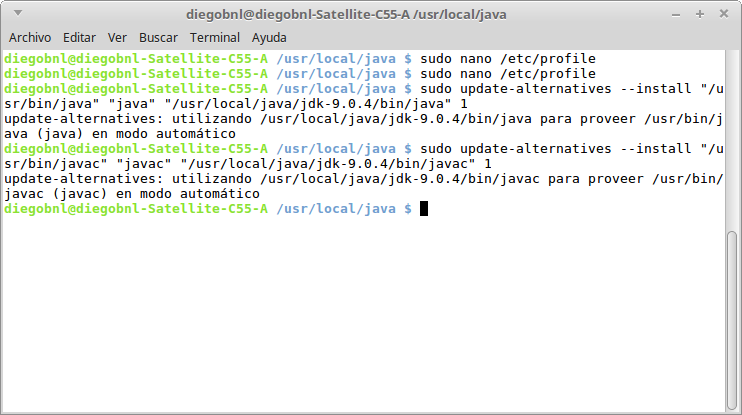 diegobnl@diegobnl-Satellite-C55-A /usr/local/java
Archivo Editar Ver Buscar Terminal Ayuda
diegobnl@diegobnl-Satellite-C55-A /usr/local/java $ sudo nano /etc/profile
diegobnl@diegobnl-Satellite-C55-A /usr/local/java $ sudo nano /etc/profile
diegobnl@diegobnl-Satellite-C55-A /usr/local/java $ sudo update-alternatives --install "/u
sr/bin/java" "java" "/usr/local/java/jdk-9.0.4/bin/java" 1
update-alternatives: utilizando /usr/local/java/jdk-9.0.4/bin/java para proveer /usr/bin/j
ava (java) en modo automático
diegobnl@diegobnl-Satellite-C55-A /usr/local/java $ sudo update-alternatives --install "/u
sr/bin/javac" "javac" "/usr/local/java/jdk-9.0.4/bin/javac" 1
update-alternatives: utilizando /usr/local/java/jdk-9.0.4/bin/javac para proveer /usr/bin/
javac (javac) en modo automático
diegobnl@diegobnl-Satellite-C55-A /usr/local/java $